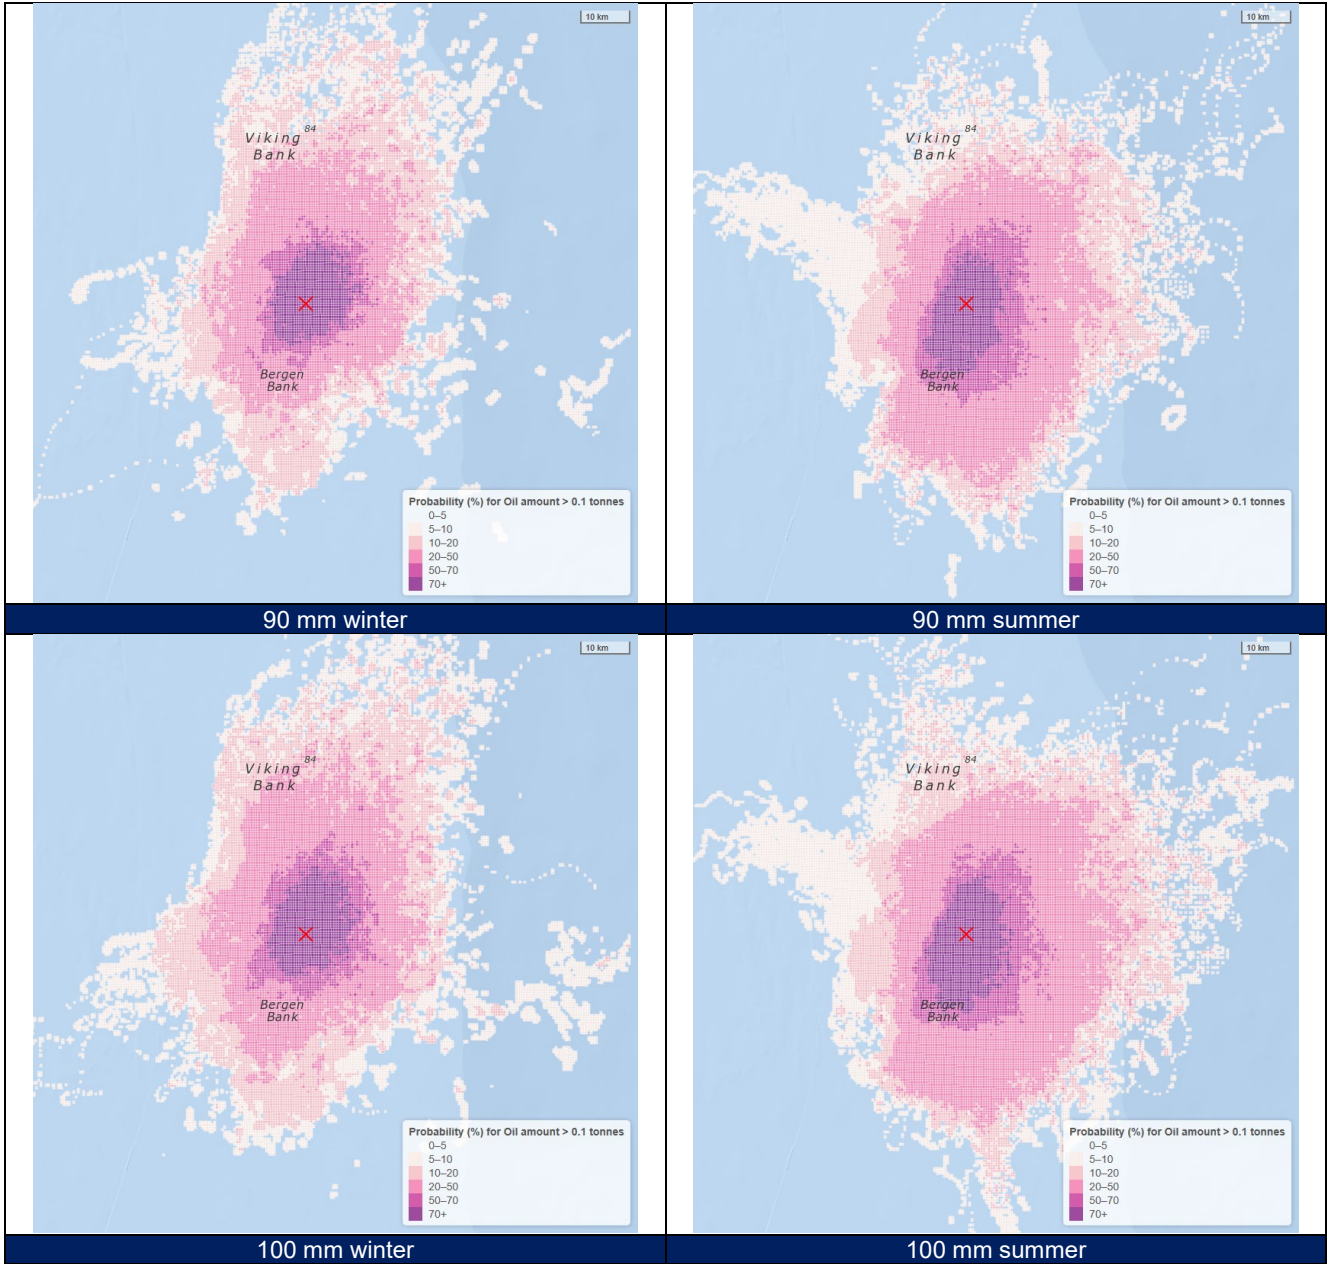 10 km
84
Viking
Bank
Bergen
Bank
Probability (%) for Oil amount > 0.1 tonnes
0–5
5–10
10–20
20–50
50–70
70+
10 km
84
Viking
Bank
Bergen
Bank
Probability (%) for Oil amount > 0.1 tonnes
0–5
5–10
10–20
20–50
50–70
70+
90 mm winter
90 mm summer
10 km
84
Viking
Bank
Bergen
Bank
Probability (%) for Oil amount > 0.1 tonnes
0–5
5–10
10–20
20–50
50–70
70+
10 km
84
Viking
Bank
Bergen
Bank
Probability (%) for Oil amount > 0.1 tonnes
0–5
5–10
10–20
20–50
50–70
70+
100 mm winter
100 mm summer